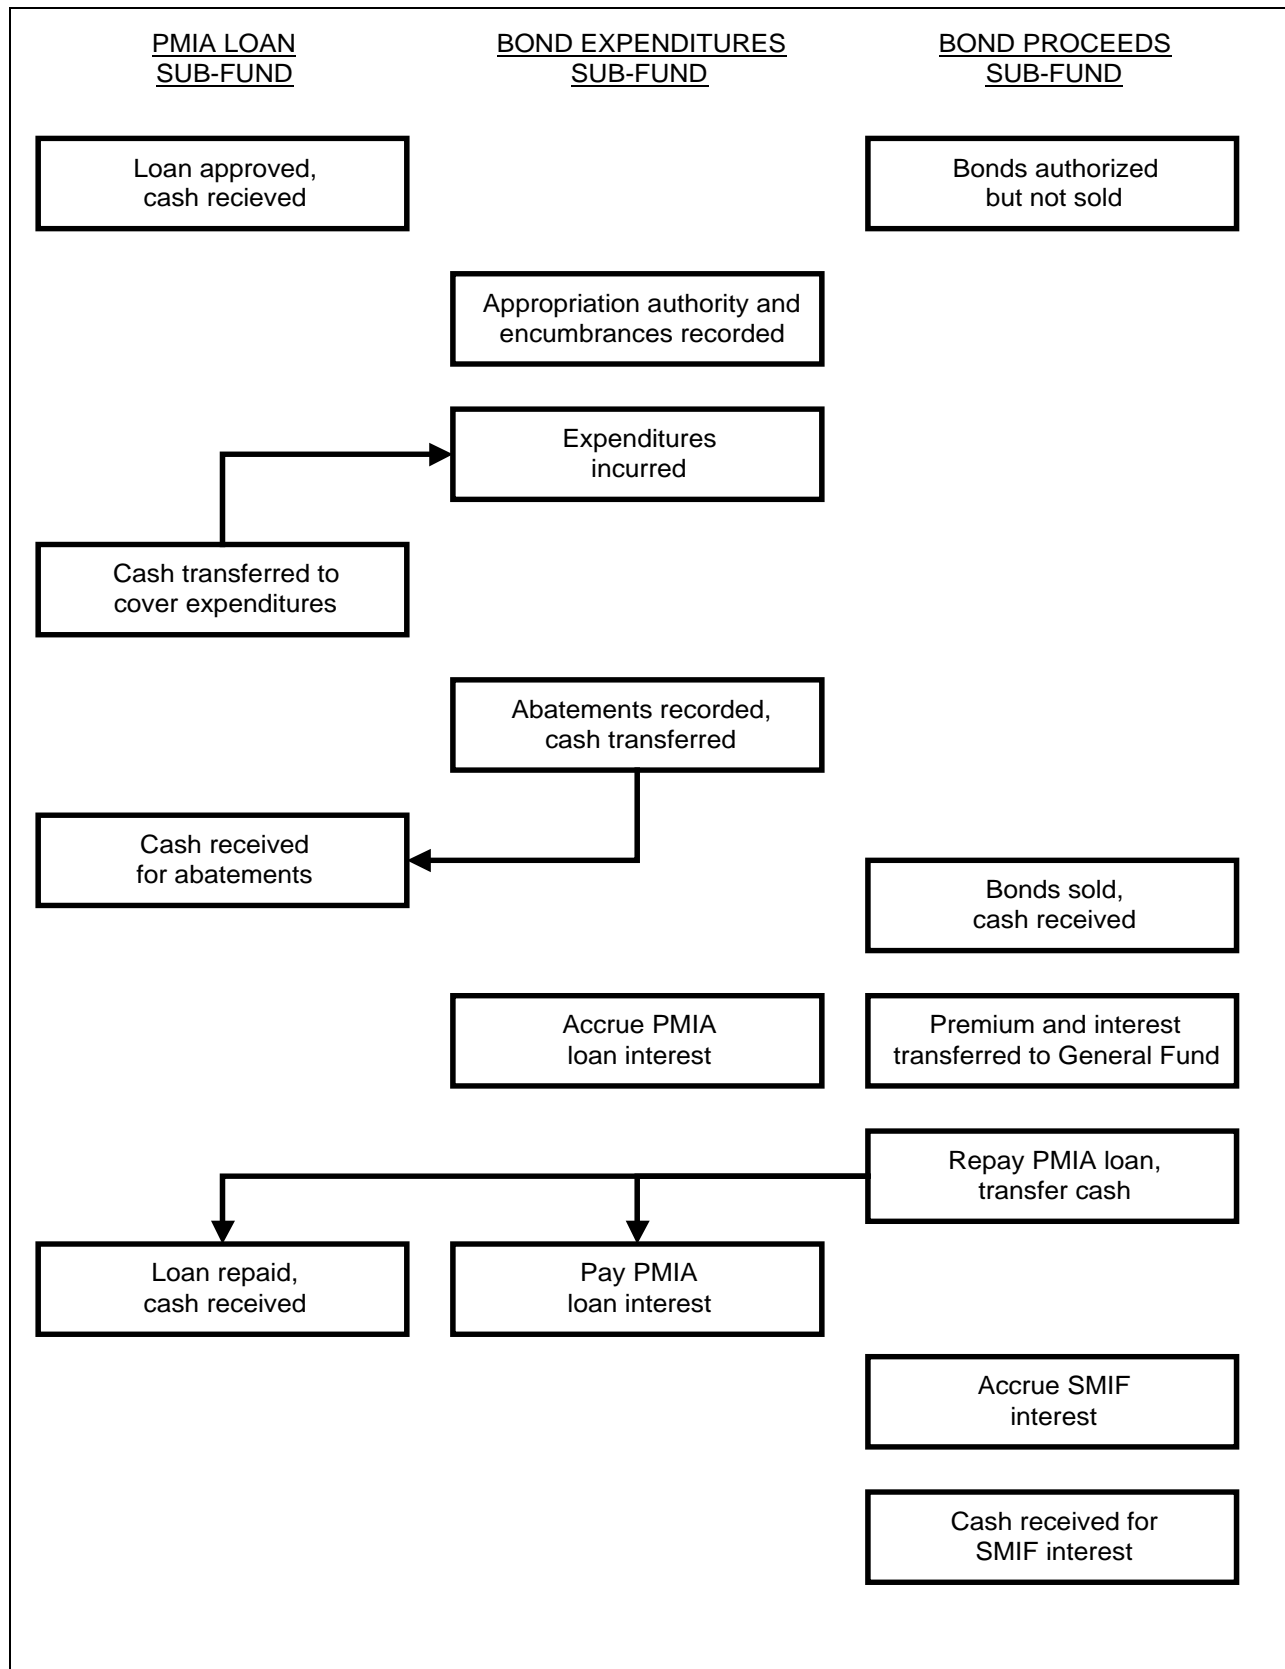 PMIA LOAN
SUB-FUND
BOND EXPENDITURES
SUB-FUND
BOND PROCEEDS
SUB-FUND
Loan approved,
cash recieved
Bonds authorized
but not sold
Appropriation authority and
encumbrances recorded
Expenditures
incurred
Cash transferred to
cover expenditures
Abatements recorded,
cash transferred
Cash received
for abatements
Bonds sold,
cash received
Accrue PMIA
loan interest
Premium and interest
transferred to General Fund
Repay PMIA loan,
transfer cash
Loan repaid,
cash received
Pay PMIA
loan interest
Accrue SMIF
interest
Cash received for
SMIF interest